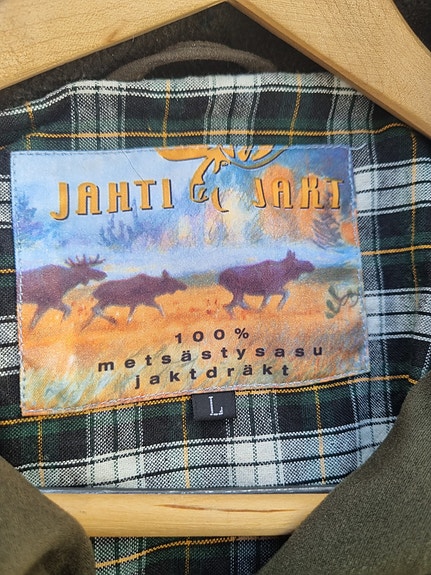 JAHTI & JAKT
100%
metsästysasu
jaktdräkt
L